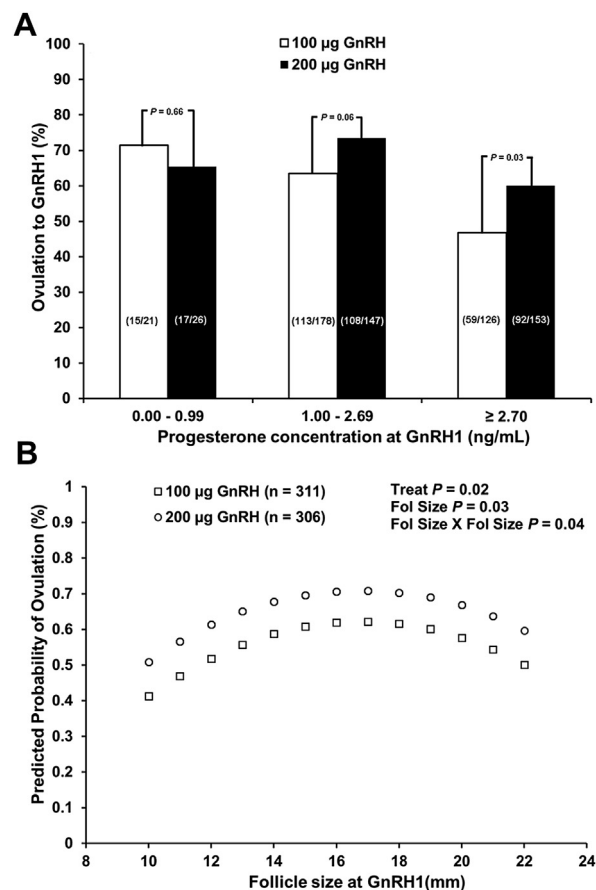 A
100 µg GnRH
200 µg GnRH
Ovulation to GnRH1 (%)
100
90
80
70
60
50
40
30
20
10
0
P = 0.66
P = 0.06
P = 0.03
(15/21)
(17/26)
(113/178)
(108/147)
(59/126)
(92/153)
0.00 - 0.99
1.00 - 2.69
≥ 2.70
Progesterone concentration at GnRH1 (ng/mL)
B
100 µg GnRH (n = 311)
200 µg GnRH (n = 306)
Treat P = 0.02
Fol Size P = 0.03
Fol Size X Fol Size P = 0.04
Predicted Probability of Ovulation (%)
1
0.9
0.8
0.7
0.6
0.5
0.4
0.3
0.2
0.1
0
8
10
12
14
16
18
20
22
24
Follicle size at GnRH1(mm)